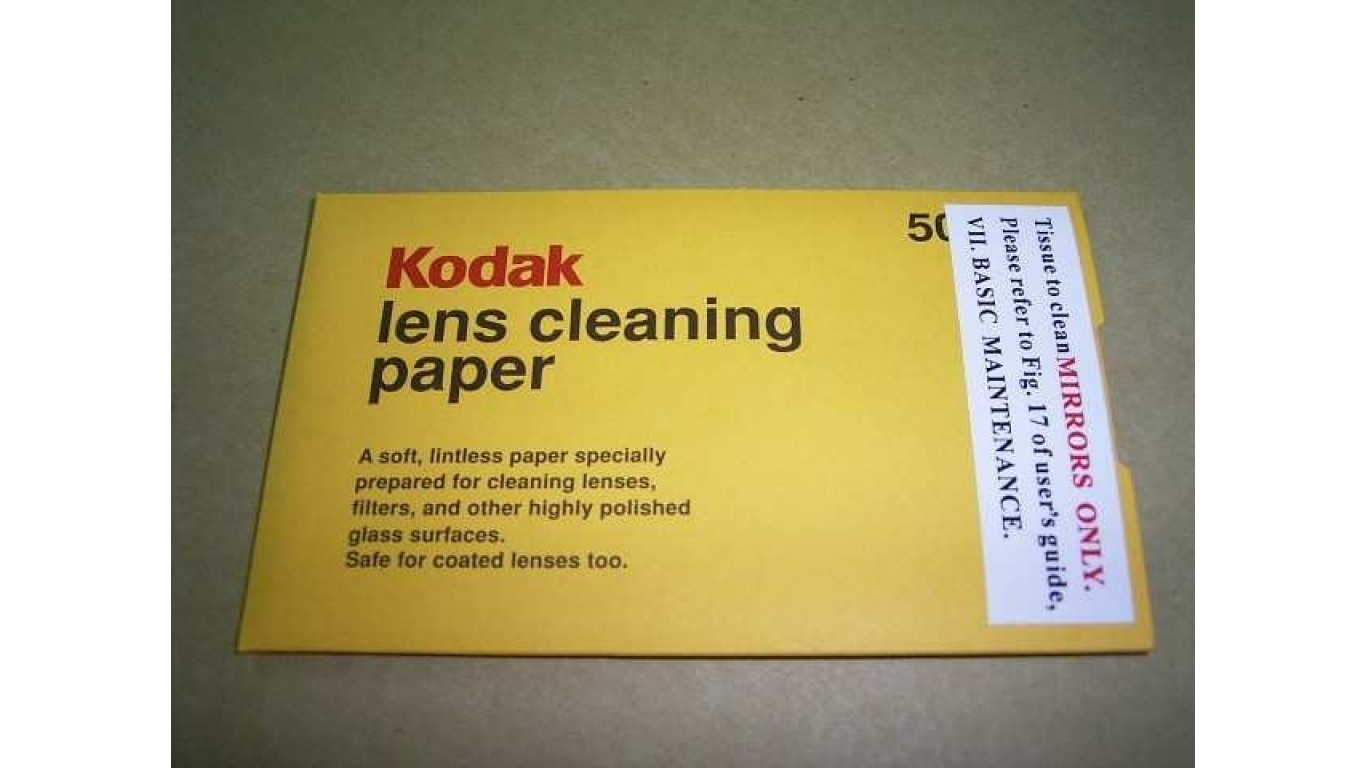 Kodak
lens cleaning
paper
A soft, lintless paper specially
prepared for cleaning lenses,
filters, and other highly polished
glass surfaces.
Safe for coated lenses too.
Tissue to clean MIRRORS ONLY.
Please refer to Fig. 17 of user's guide,
VII. BASIC MAINTENANCE.